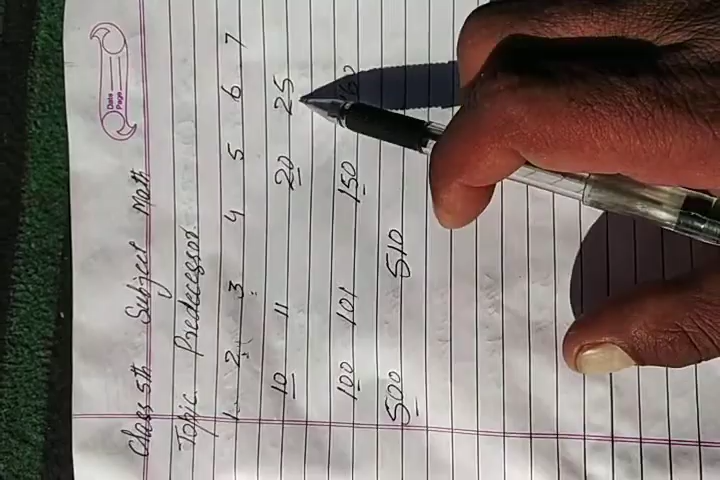 Date
Page
Class 5th Subject Math
Topic Predecessor
1 2 3 4 5 6 7
10 11 20 25
100 101 150
500 510